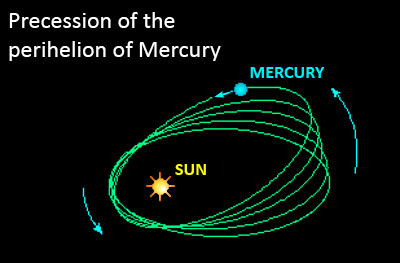 Precession of the
perihelion of Mercury
MERCURY
SUN